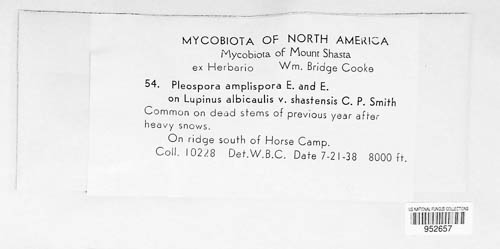 MYCOBIOTA OF NORTH AMERICA
Mycobiota of Mount Shasta
ex Herbario Wm. Bridge Cooke
54. Pleospora amplispora E. and E.
on Lupinus albicaulis v. shastensis C. P. Smith
Common on dead stems of previous year after
heavy snows.
On ridge south of Horse Camp.
Coll. 10228 Det.W.B.C. Date 7-21-38 8000 ft.
US NATIONAL FUNGUS COLLECTIONS
952657